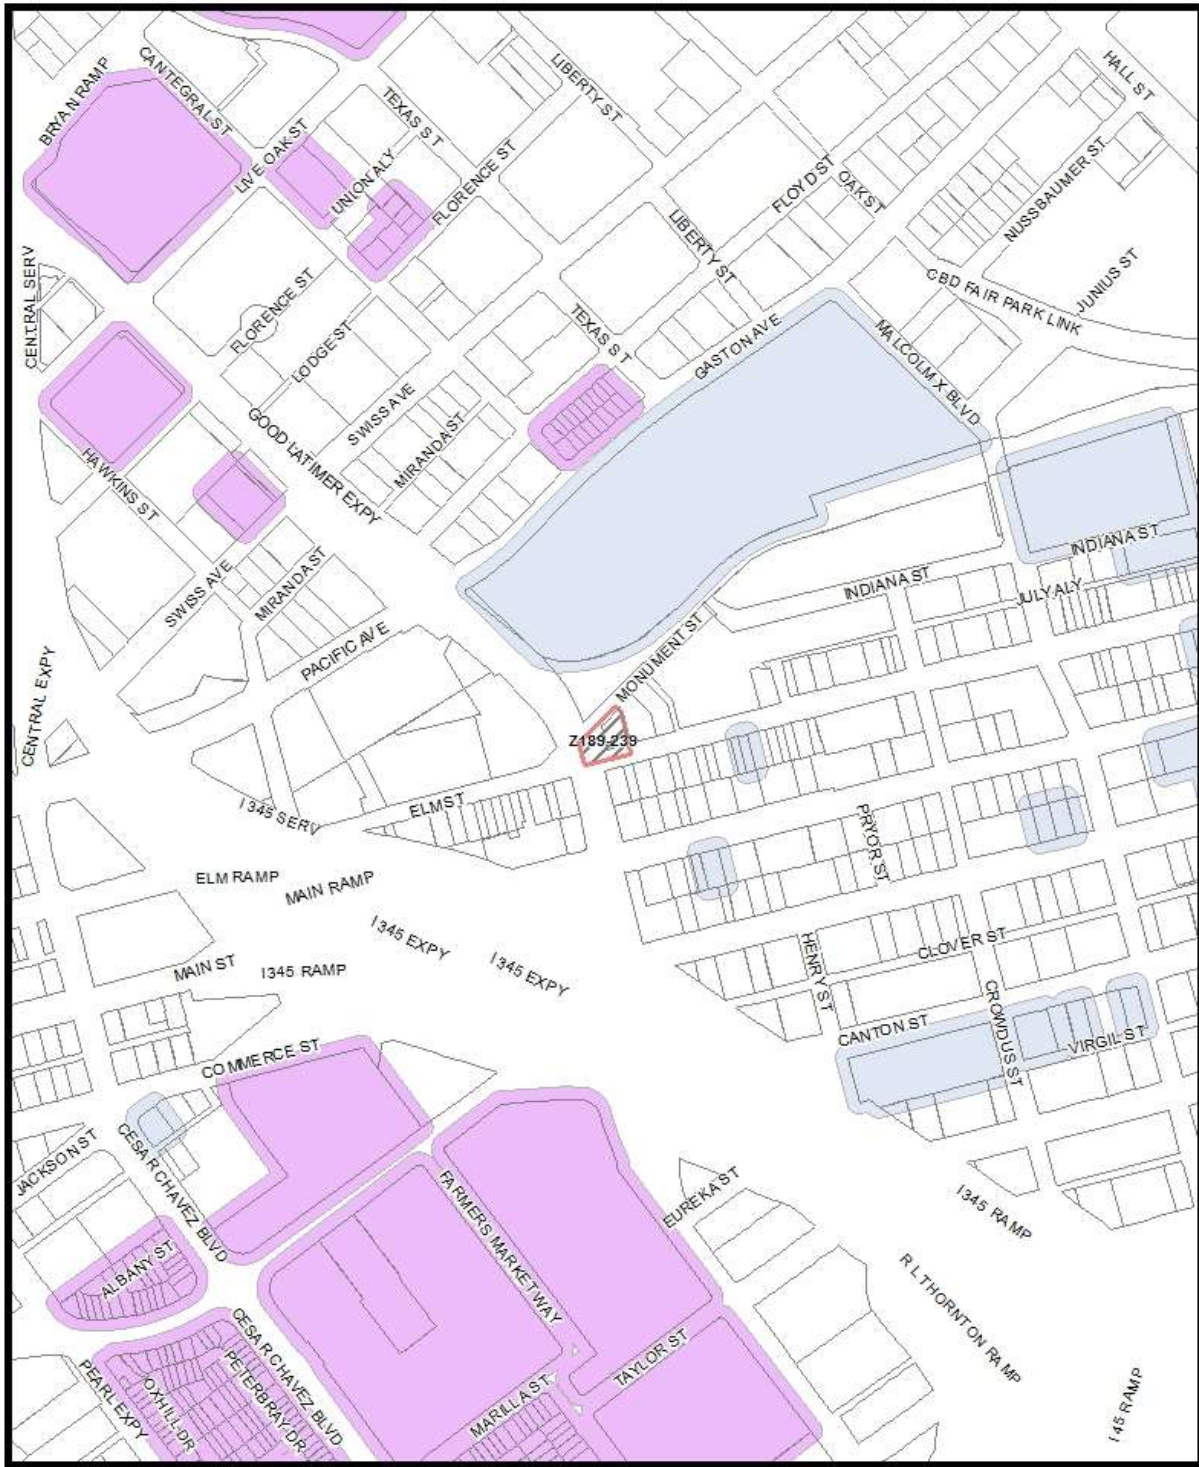 BRYAN RAMP
CANTEGRAL ST
LIBERTY ST
HALL ST
TEXAS ST
LIVE OAK ST
UNION ALY
FLORENCE ST
FLOYD ST
OAK ST
NUSSBAUMER ST
LIBERTY ST
CENTRAL SERV
FLORENCE ST
JUNIUS ST
CBD FAIR PARK LINK
LODGE ST
TEXAS ST
GASTON AVE
MALCOLM X BLVD
SWISS AVE
MIRANDA ST
GOOD LATIMER EXPY
HAWKINS ST
INDIANA ST
SWISS AVE
MIRANDA ST
INDIANA ST
JULY ALY
PACIFIC AVE
MONUMENT ST
CENTRAL EXPY
Z189-239
I 345 SERV
ELM ST
PRYOR ST
ELM RAMP
MAIN RAMP
I 345 EXPY
I 345 EXPY
MAIN ST
I 345 RAMP
HENRY ST
CLOVER ST
CROWDUS ST
CANTON ST
VIRGIL ST
COMMERCE ST
JACKSON ST
CESAR CHAVEZ BLVD
FARMERS MARKET WAY
EUREKA ST
I 345 RAMP
ALBANY ST
R L THORNTON RAMP
CESAR CHAVEZ BLVD
TAYLOR ST
PEARL EXPY
OXHILL DR
PETERBRAY DR
MARILLA ST
I 45 RAMP